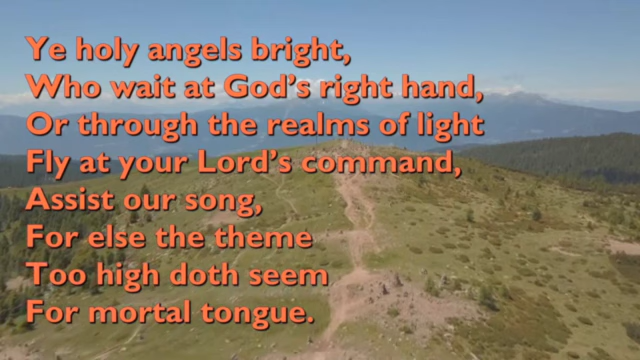 Ye holy angels bright,
Who wait at God's right hand,
Or through the realms of light
Fly at your Lord's command,
Assist our song,
For else the theme
Too high doth seem
For mortal tongue.